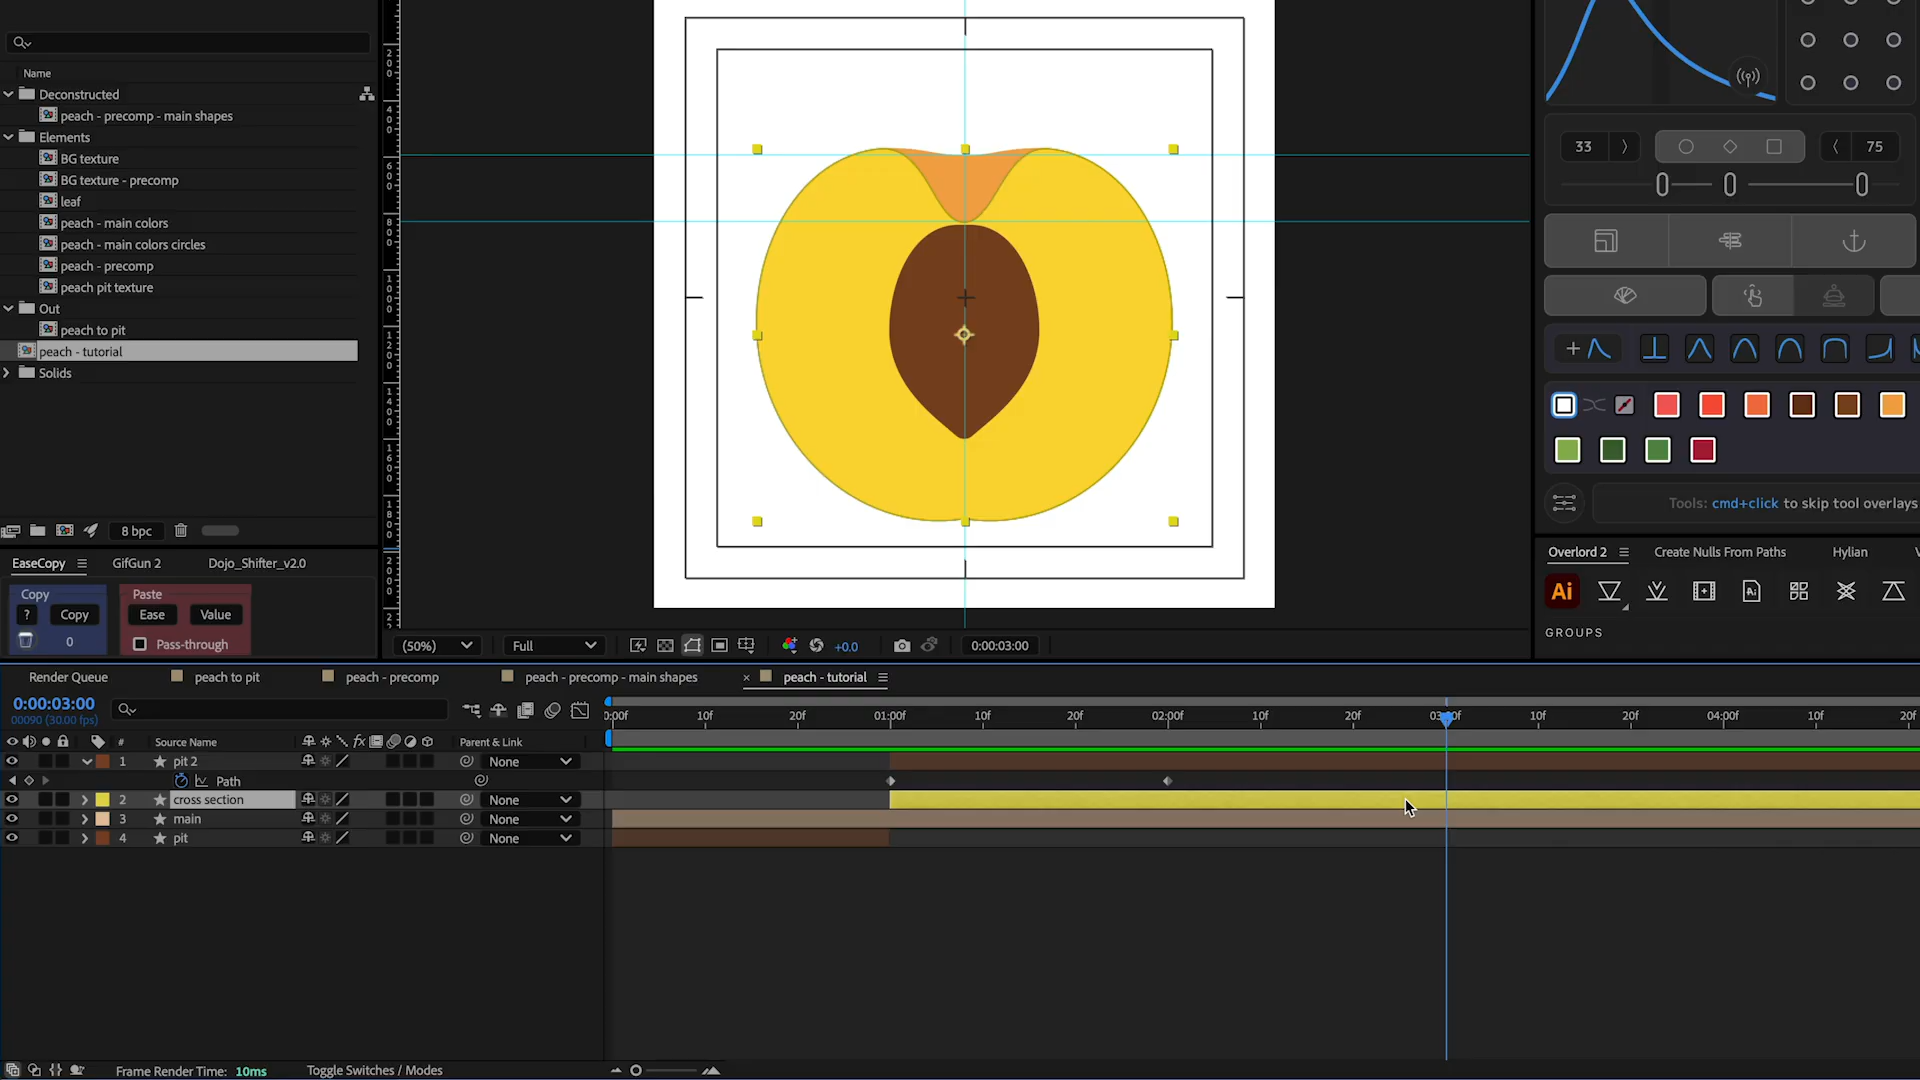 Name
Deconstructed
peach - precomp - main shapes
Elements
BG texture
BG texture - precomp
leaf
peach - main colors
peach - main colors circles
peach - precomp
peach pit texture
Out
peach to pit
peach - tutorial
Solids
8 bpc
EaseCopy
GifGun 2
Dojo_Shifter_v2.0
Copy
Paste
?
Copy
Ease
Value
0
Pass-through
(50%)
Full
+0.0
0:00:03:00
33
75
Tools: cmd+click to skip tool overlays
Overlord 2
Create Nulls From Paths
Hylian
Ai
GROUPS
Render Queue
peach to pit
peach - precomp
peach - precomp - main shapes
peach - tutorial
0:00:03:00
00090 (30.00 fps)
10f
20f
01:00f
10f
20f
02:00f
10f
20f
10f
20f
04:00f
10f
20f
#
Source Name
fx
Parent & Link
1
pit 2
None
Path
2
cross section
None
3
main
None
4
pit
None
Frame Render Time: 10ms
Toggle Switches / Modes